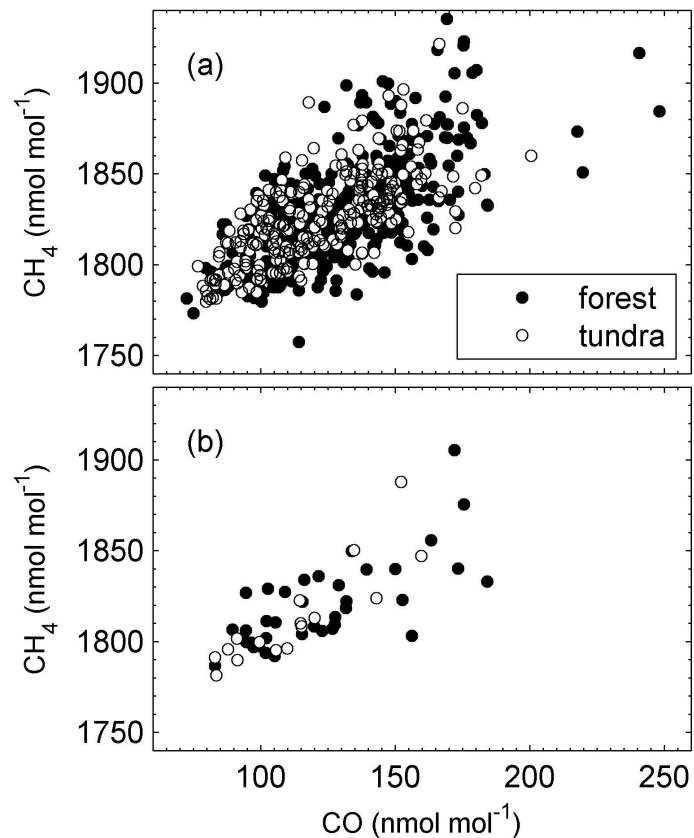 (a)
1900
1850
1800
1750
CH₄ (nmol mol⁻¹)
forest
tundra
(b)
1900
1850
1800
1750
CH₄ (nmol mol⁻¹)
100 150 200 250
CO (nmol mol⁻¹)